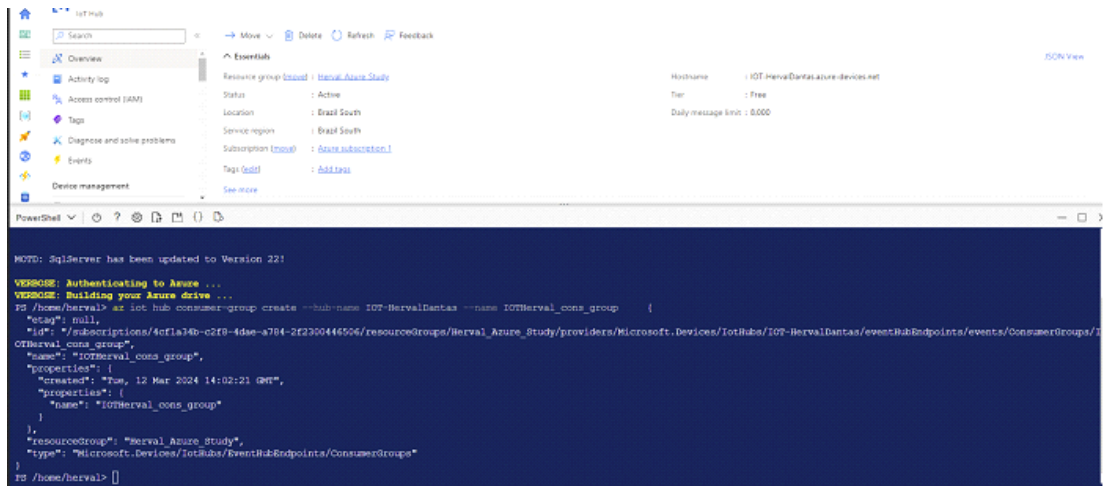 IoT Hub
Search
«
Move
Delete
Refresh
Feedback
Overview
Activity log
Access control (IAM)
Tags
Diagnose and solve problems
Events
Device management
Essentials
JSON View
Resource group (move) : Herval_Azure_Study
Status : Active
Location : Brazil South
Service region : Brazil South
Subscription (move) : Azure subscription 1
Tags (edit) : Add tags
See more
Hostname : IOT-HervalDantas.azure-devices.net
Tier : Free
Daily message limit : 8,000
PowerShell
MOTD: SqlServer has been updated to Version 22!
VERBOSE: Authenticating to Azure ...
VERBOSE: Building your Azure drive ...
PS /home/herval> az iot hub consumer-group create --hub-name IOT-HervalDantas --name IOTHerval_cons_group {
"etag": null,
"id": "/subscriptions/4cf1a34b-c2f8-4dae-a784-2f2300446506/resourceGroups/Herval_Azure_Study/providers/Microsoft.Devices/IotHubs/IOT-HervalDantas/eventHubEndpoints/events/ConsumerGroups/I
OTHerval_cons_group",
"name": "IOTHerval_cons_group",
"properties": {
"created": "Tue, 12 Mar 2024 14:02:21 GMT",
"properties": {
"name": "IOTHerval_cons_group"
}
},
"resourceGroup": "Herval_Azure_Study",
"type": "Microsoft.Devices/IotHubs/EventHubEndpoints/ConsumerGroups"
}
PS /home/herval>